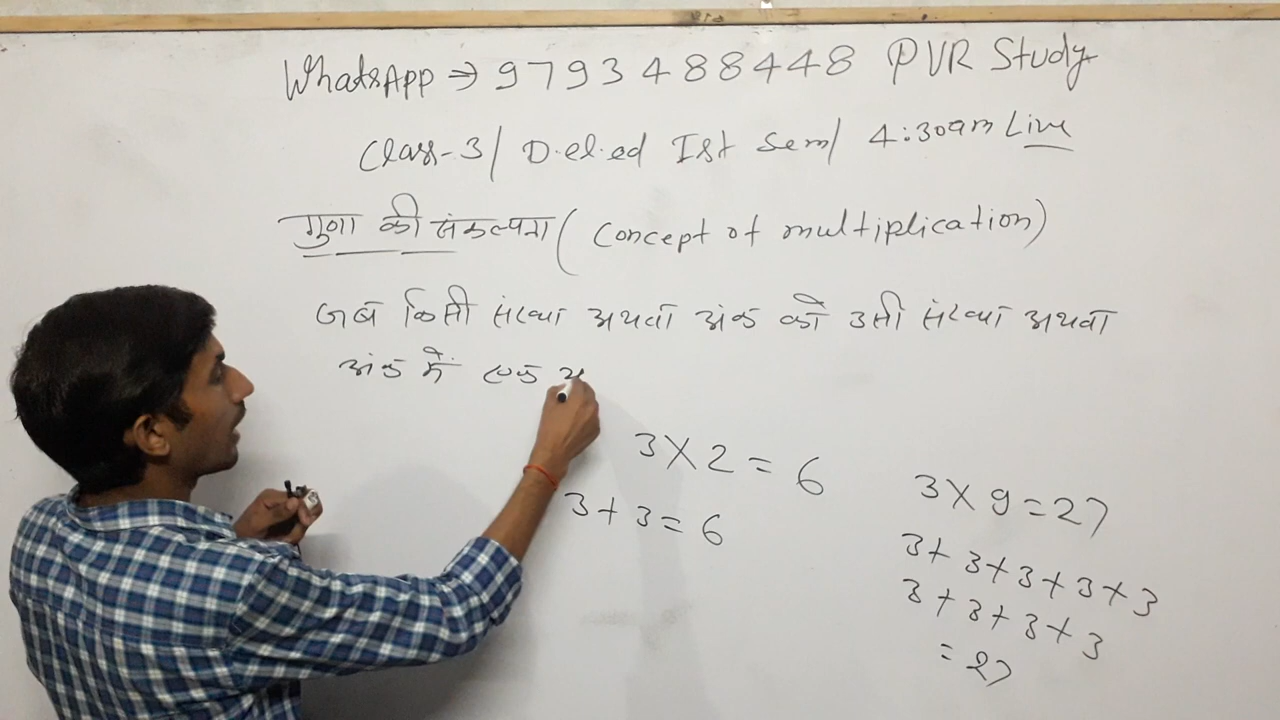 WhatsApp → 9793488448 PVR Study
Class-3/ D.el.ed Ist Sem/ 4:30am Live
गुणा की संकल्पना ( Concept of multiplication)
जब किसी संख्या अथवा अंक को उसी संख्या अथवा
अंक में एक
3 × 2 = 6
3 + 3 = 6
3 × 9 = 27
3 + 3 + 3 + 3 + 3
3 + 3 + 3 + 3
= 27